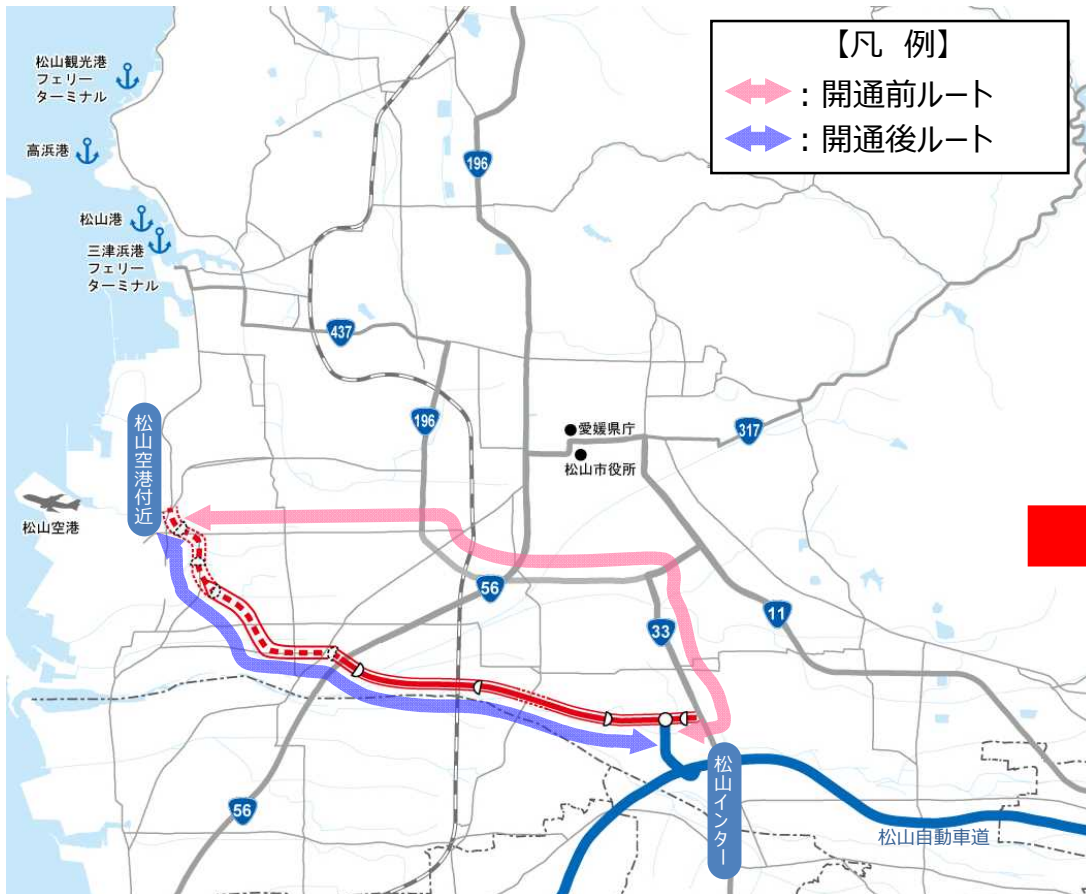 【凡 例】
：開通前ルート
：開通後ルート
松山観光港
フェリー
ターミナル
高浜港
松山港
三津浜港
フェリー
ターミナル
196
437
196
愛媛県庁
松山市役所
317
松山空港付近
松山空港
56
33
11
56
松山インター
松山自動車道